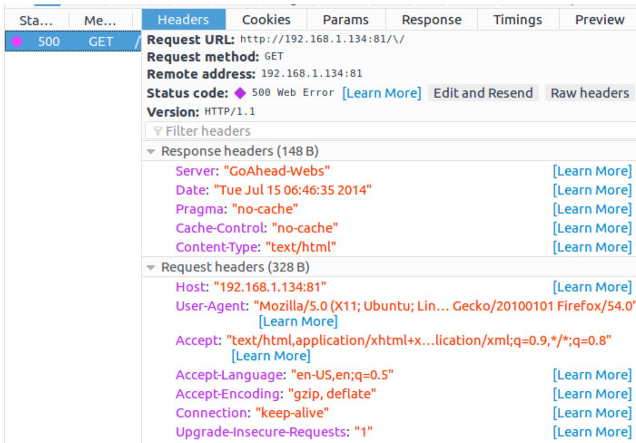 Sta… Me… Headers Cookies Params Response Timings Preview
500 GET /
Request URL: http://192.168.1.134:81/\/
Request method: GET
Remote address: 192.168.1.134:81
Status code: 500 Web Error [Learn More] Edit and Resend Raw headers
Version: HTTP/1.1
Filter headers
Response headers (148 B)
Server: "GoAhead-Webs" [Learn More]
Date: "Tue Jul 15 06:46:35 2014" [Learn More]
Pragma: "no-cache" [Learn More]
Cache-Control: "no-cache" [Learn More]
Content-Type: "text/html" [Learn More]
Request headers (328 B)
Host: "192.168.1.134:81" [Learn More]
User-Agent: "Mozilla/5.0 (X11; Ubuntu; Lin… Gecko/20100101 Firefox/54.0"
[Learn More]
Accept: "text/html,application/xhtml+x…lication/xml;q=0.9,*/*;q=0.8"
[Learn More]
Accept-Language: "en-US,en;q=0.5" [Learn More]
Accept-Encoding: "gzip, deflate" [Learn More]
Connection: "keep-alive" [Learn More]
Upgrade-Insecure-Requests: "1" [Learn More]